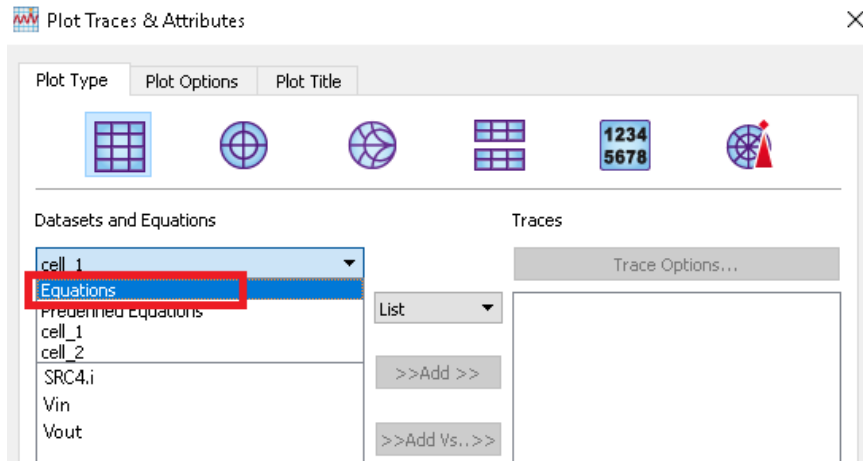 Plot Traces & Attributes
Plot Type Plot Options Plot Title
1234
5678
Datasets and Equations Traces
cell_1 Trace Options...
Equations
Predefined Equations
cell_1 List
cell_2
SRC4.i >>Add >>
Vin
Vout >>Add Vs..>>